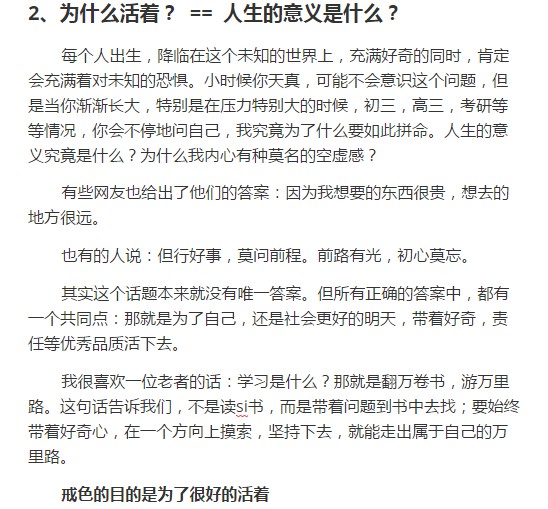 2、为什么活着？ == 人生的意义是什么？
每个人出生，降临在这个未知的世界上，充满好奇的同时，肯定
会充满着对未知的恐惧。小时候你天真，可能不会意识这个问题，但
是当你渐渐长大，特别是在压力特别大的时候，初三，高三，考研等
等情况，你会不停地问自己，我究竟为了什么要如此拼命。人生的意
义究竟是什么？为什么我内心有种莫名的空虚感？
有些网友也给出了他们的答案：因为我想要的东西很贵，想去的
地方很远。
也有的人说：但行好事，莫问前程。前路有光，初心莫忘。
其实这个话题本来就没有唯一答案。但所有正确的答案中，都有
一个共同点：那就是为了自己，还是社会更好的明天，带着好奇，责
任等优秀品质活下去。
我很喜欢一位老者的话：学习是什么？那就是翻万卷书，游万里
路。这句话告诉我们，不是读si书，而是带着问题到书中去找；要始终
带着好奇心，在一个方向上摸索，坚持下去，就能走出属于自己的万
里路。
戒色的目的是为了很好的活着